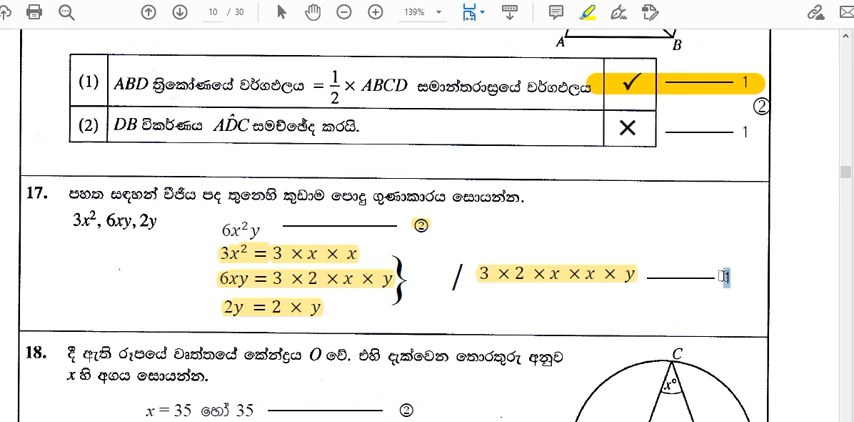 10 / 30 139%
A B
(1) ABD ත්‍රිකෝණයේ වර්ගඵලය = 1/2 × ABCD සමාන්තරාස්‍රයේ වර්ගඵලය ✓ 1
②
(2) DB විකර්ණය AD̂C සමච්ඡේද කරයි. ✕ 1
17. පහත සඳහන් වීජීය පද තුනෙහි කුඩාම පොදු ගුණාකාරය සොයන්න.
3x², 6xy, 2y
6x²y ②
3x² = 3 × x × x
6xy = 3 × 2 × x × y } / 3 × 2 × x × x × y 1
2y = 2 × y
18. දී ඇති රූපයේ වෘත්තයේ කේන්ද්‍රය O වේ. එහි දැක්වෙන තොරතුරු අනුව C
x හි අගය සොයන්න. x°
x = 35 හෝ 35 ②